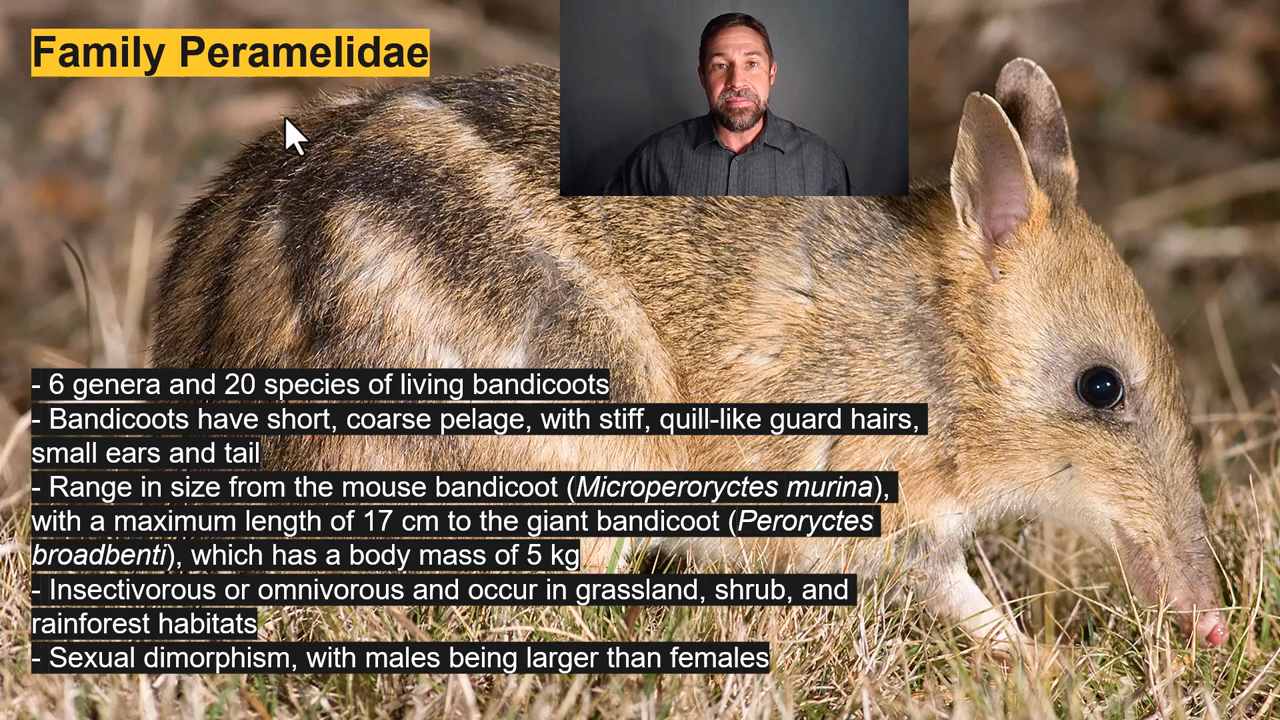 Family Peramelidae
- 6 genera and 20 species of living bandicoots
- Bandicoots have short, coarse pelage, with stiff, quill-like guard hairs,
small ears and tail
- Range in size from the mouse bandicoot (Microperoryctes murina),
with a maximum length of 17 cm to the giant bandicoot (Peroryctes
broadbenti), which has a body mass of 5 kg
- Insectivorous or omnivorous and occur in grassland, shrub, and
rainforest habitats
- Sexual dimorphism, with males being larger than females